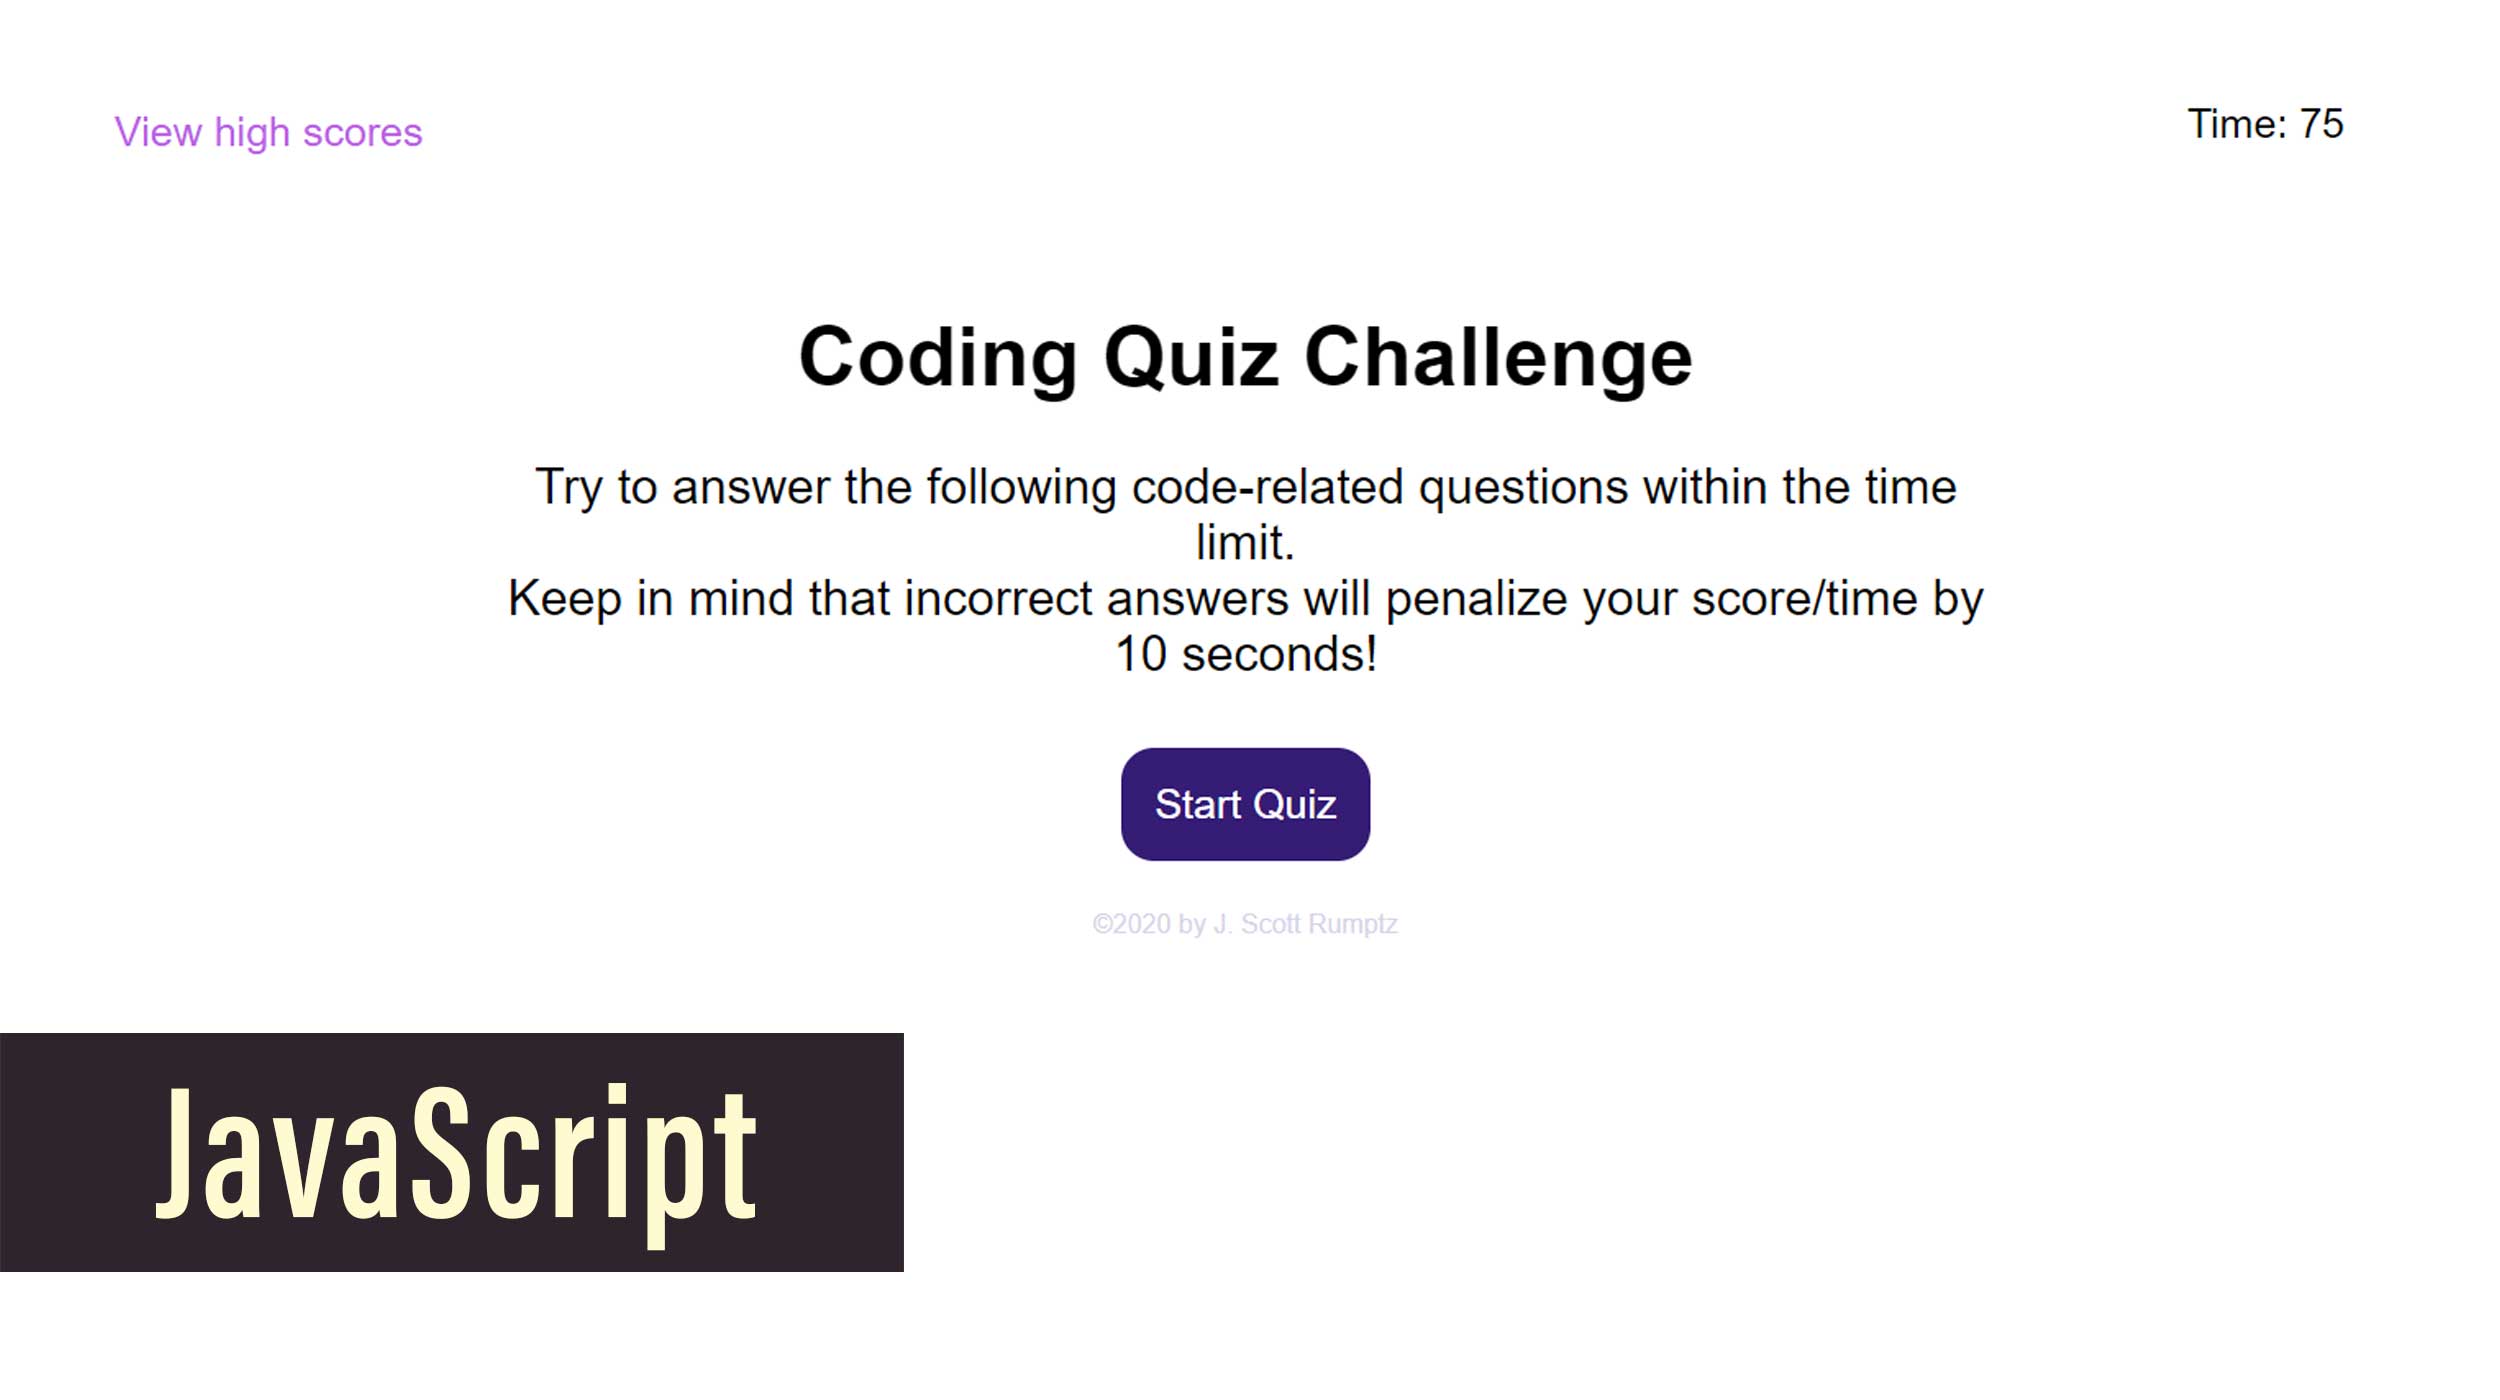 View high scores
Time: 75
Coding Quiz Challenge
Try to answer the following code-related questions within the time
limit.
Keep in mind that incorrect answers will penalize your score/time by
10 seconds!
Start Quiz
©2020 by J. Scott Rumptz
JavaScript